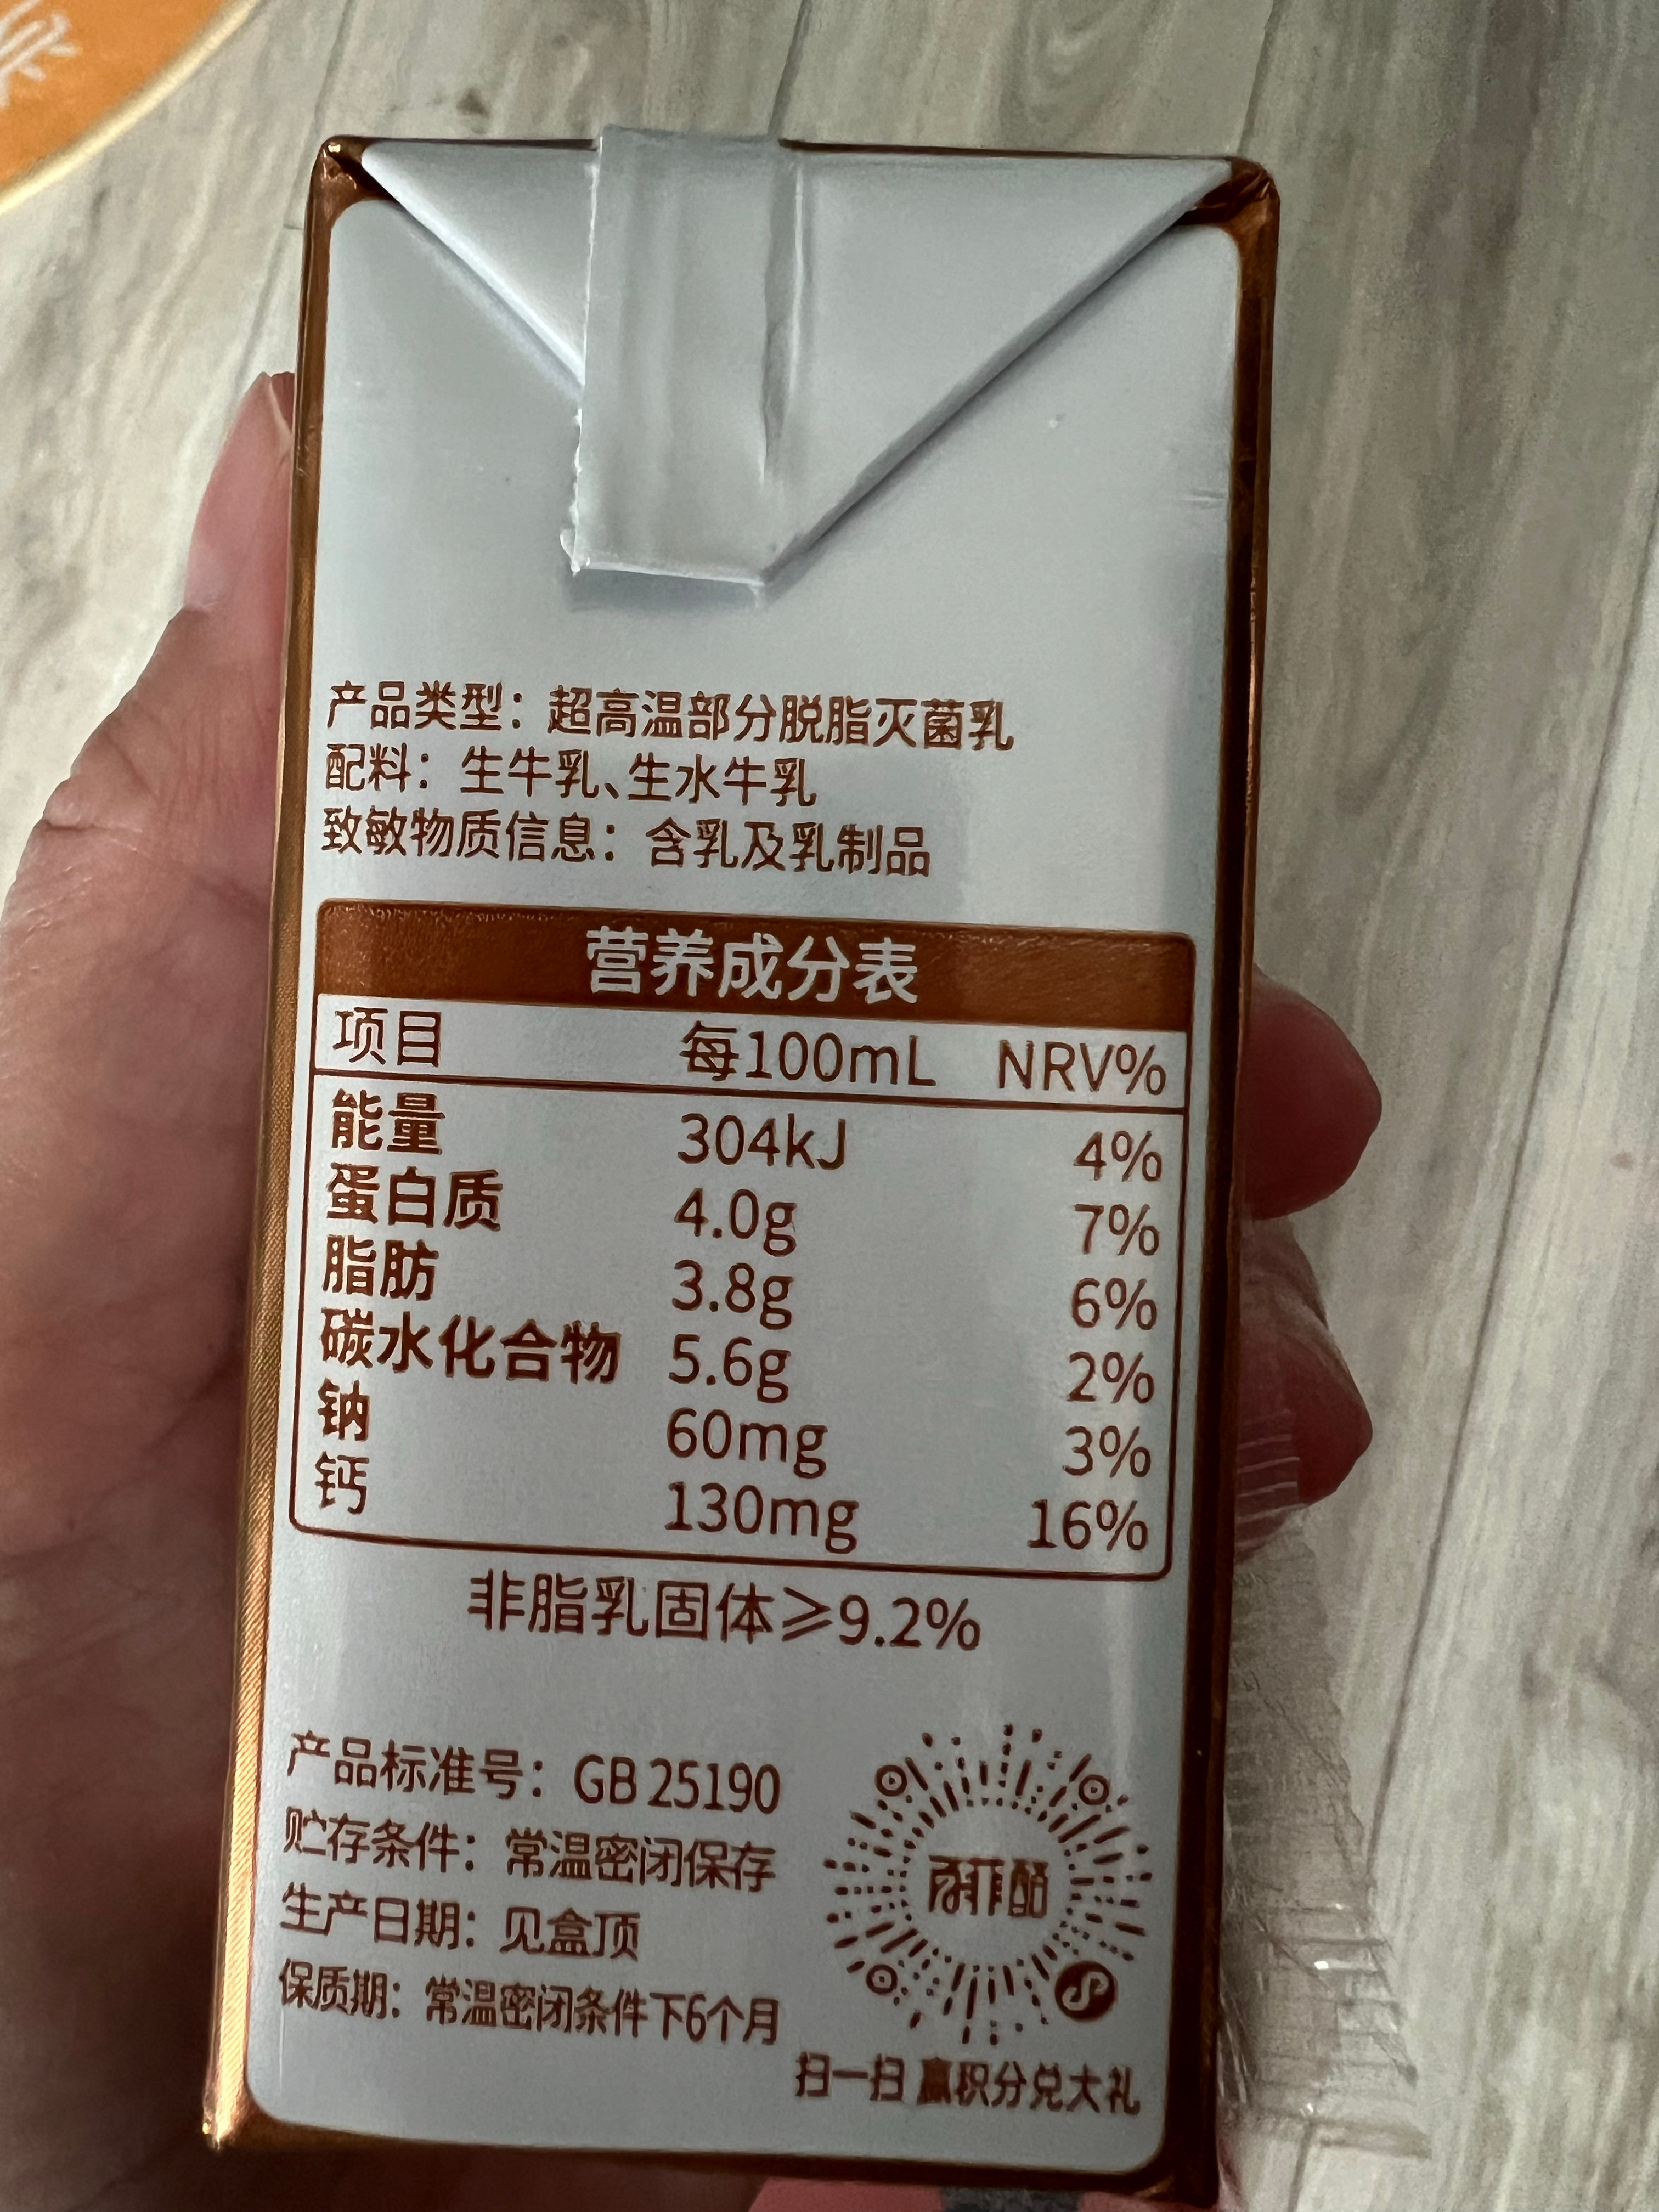 产品类型：超高温部分脱脂灭菌乳
配料：生牛乳、生水牛乳
致敏物质信息：含乳及乳制品
营养成分表
项目 每100mL NRV%
能量 304kJ 4%
蛋白质 4.0g 7%
脂肪 3.8g 6%
碳水化合物 5.6g 2%
钠 60mg 3%
钙 130mg 16%
非脂乳固体≥9.2%
产品标准号：GB 25190
贮存条件：常温密闭保存
生产日期：见盒顶
保质期：常温密闭条件下6个月
扫一扫 赢积分兑大礼